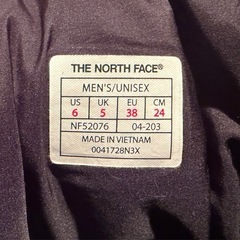 THE NORTH FACE®
MEN'S/UNISEX
US UK EU CM
6 5 38 24
NF52076 04-203
MADE IN VIETNAM
0041728N3X